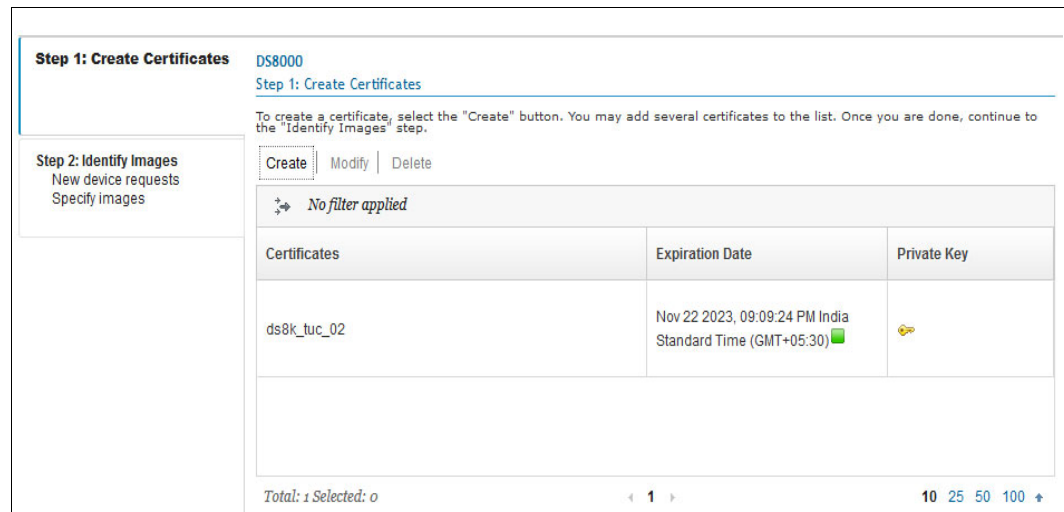 Step 1: Create Certificates
Step 2: Identify Images
New device requests
Specify images
DS8000
Step 1: Create Certificates
To create a certificate, select the "Create" button. You may add several certificates to the list. Once you are done, continue to
the "Identify Images" step.
Create Modify Delete
No filter applied
Certificates Expiration Date Private Key
ds8k_tuc_02 Nov 22 2023, 09:09:24 PM India
Standard Time (GMT+05:30)
Total: 1 Selected: 0 1 10 25 50 100